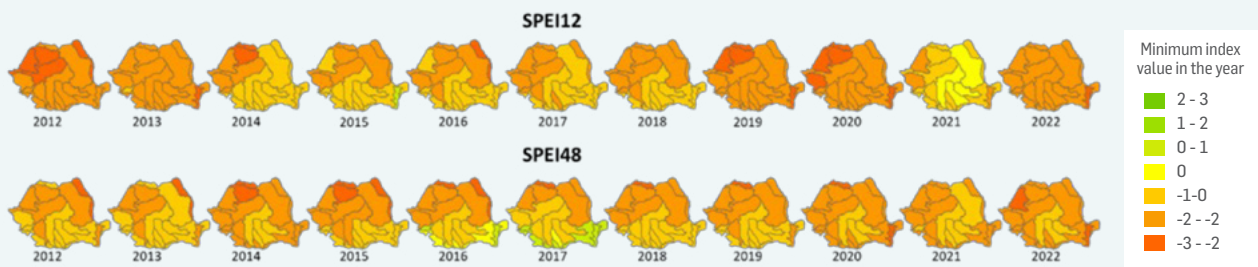 SPEI12
2012 2013 2014 2015 2016 2017 2018 2019 2020 2021 2022
SPEI48
2012 2013 2014 2015 2016 2017 2018 2019 2020 2021 2022
Minimum index
value in the year
2 - 3
1 - 2
0 - 1
0
-1-0
-2 - -2
-3 - -2